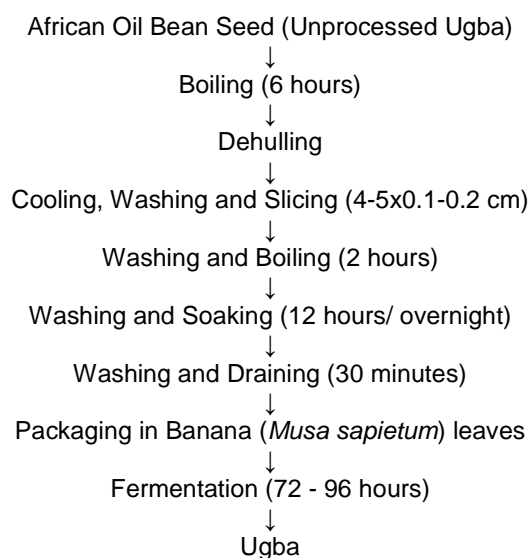 African Oil Bean Seed (Unprocessed Ugba)
↓
Boiling (6 hours)
↓
Dehulling
↓
Cooling, Washing and Slicing (4-5x0.1-0.2 cm)
↓
Washing and Boiling (2 hours)
↓
Washing and Soaking (12 hours/ overnight)
↓
Washing and Draining (30 minutes)
↓
Packaging in Banana (Musa sapietum) leaves
↓
Fermentation (72 - 96 hours)
↓
Ugba